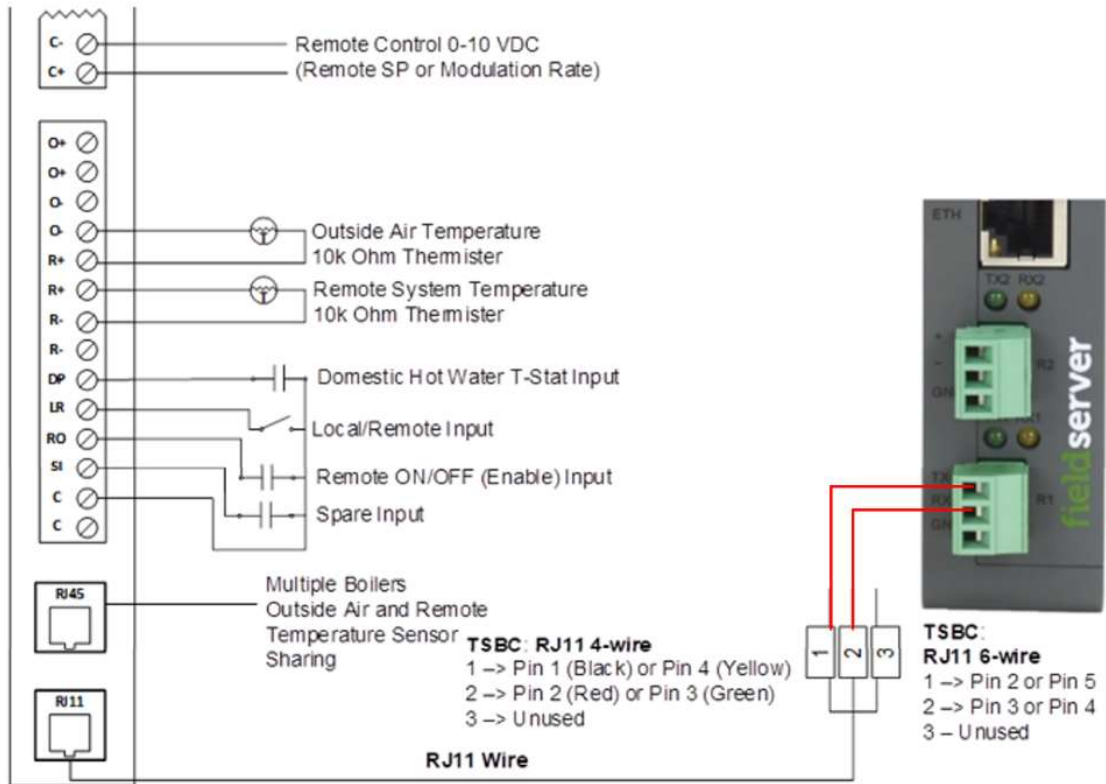 C-
C+
Remote Control 0-10 VDC
(Remote SP or Modulation Rate)
O+
O+
O-
O-
R+
R+
R-
R-
DP
LR
RO
SI
C
C
Outside Air Temperature
10k Ohm Thermister
Remote System Temperature
10k Ohm Thermister
Domestic Hot Water T-Stat Input
Local/Remote Input
Remote ON/OFF (Enable) Input
Spare Input
RJ45
Multiple Boilers
Outside Air and Remote
Temperature Sensor
Sharing
RJ11
RJ11 Wire
TSBC: RJ11 4-wire
1 –> Pin 1 (Black) or Pin 4 (Yellow)
2 –> Pin 2 (Red) or Pin 3 (Green)
3 –> Unused
1
2
3
ETH
TX2 RX2
+
-
GN
R2
RX1
TX
RX
GN
R1
fieldserver
TSBC:
RJ11 6-wire
1 –> Pin 2 or Pin 5
2 –> Pin 3 or Pin 4
3 – Unused